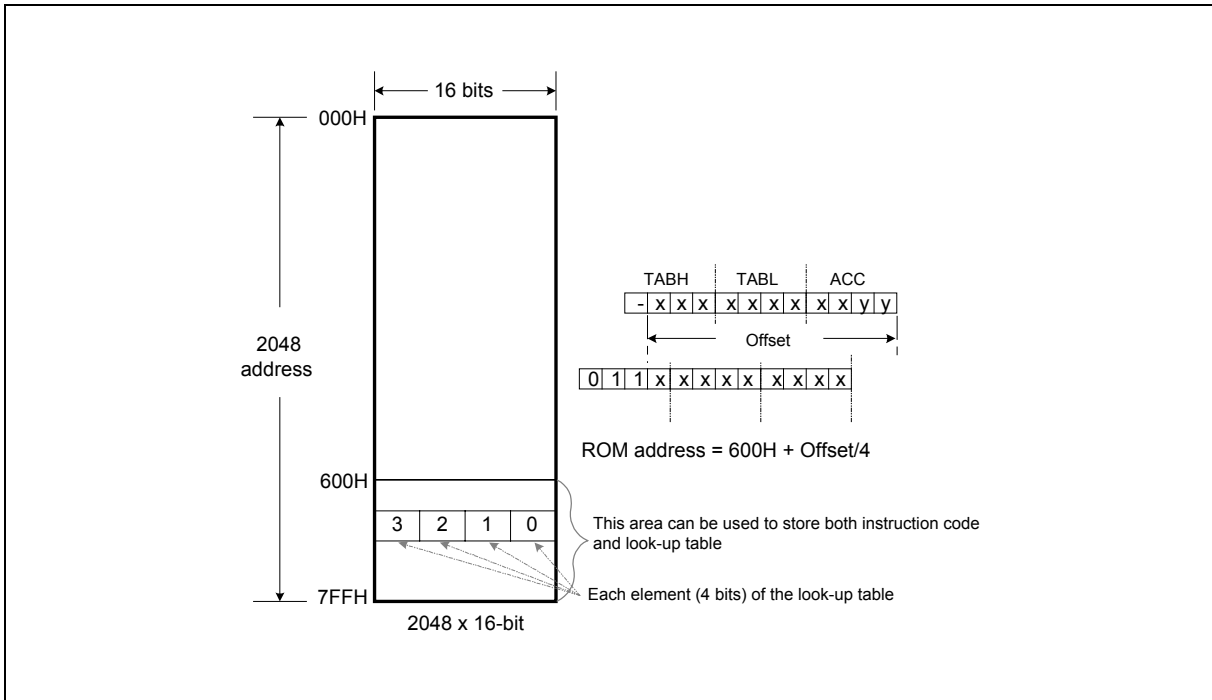 16 bits
000H
2048
address
600H
3 2 1 0
7FFH
2048 x 16-bit
TABH TABL ACC
- x x x x x x x x x y y
Offset
0 1 1 x x x x x x x x x
ROM address = 600H + Offset/4
This area can be used to store both instruction code
and look-up table
Each element (4 bits) of the look-up table